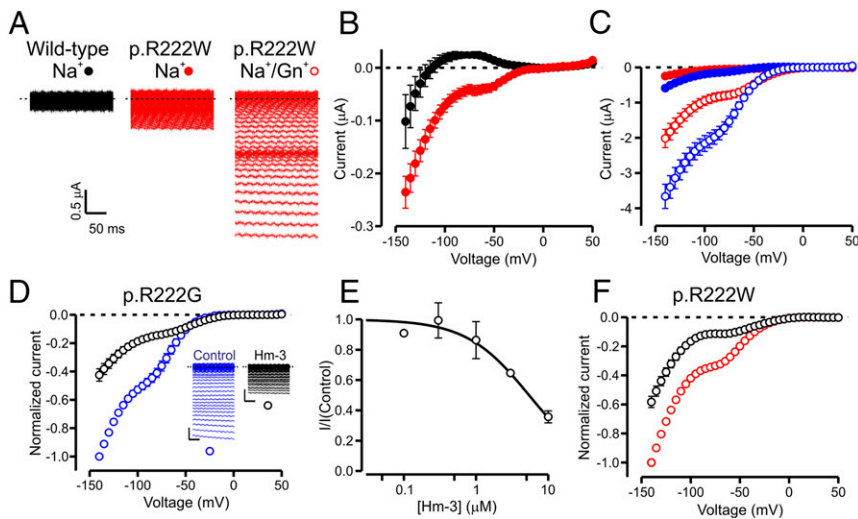 A
Wild-type
Na⁺●
p.R222W
Na⁺●
p.R222W
Na⁺/Gn⁺○
0.5 µA
50 ms
B
0.0
-0.1
-0.2
-0.3
Current (µA)
-150 -100 -50 0 50
Voltage (mV)
C
0
-1
-2
-3
-4
Current (µA)
-150 -100 -50 0 50
Voltage (mV)
D
p.R222G
0.0
-0.2
-0.4
-0.6
-0.8
-1.0
Normalized current
Control
Hm-3
-150 -100 -50 0 50
Voltage (mV)
E
1.0
0.8
0.6
0.4
0.2
0.0
I/I(Control)
0.1 1 10
[Hm-3] (µM)
F
p.R222W
0.0
-0.2
-0.4
-0.6
-0.8
-1.0
Normalized current
-150 -100 -50 0 50
Voltage (mV)